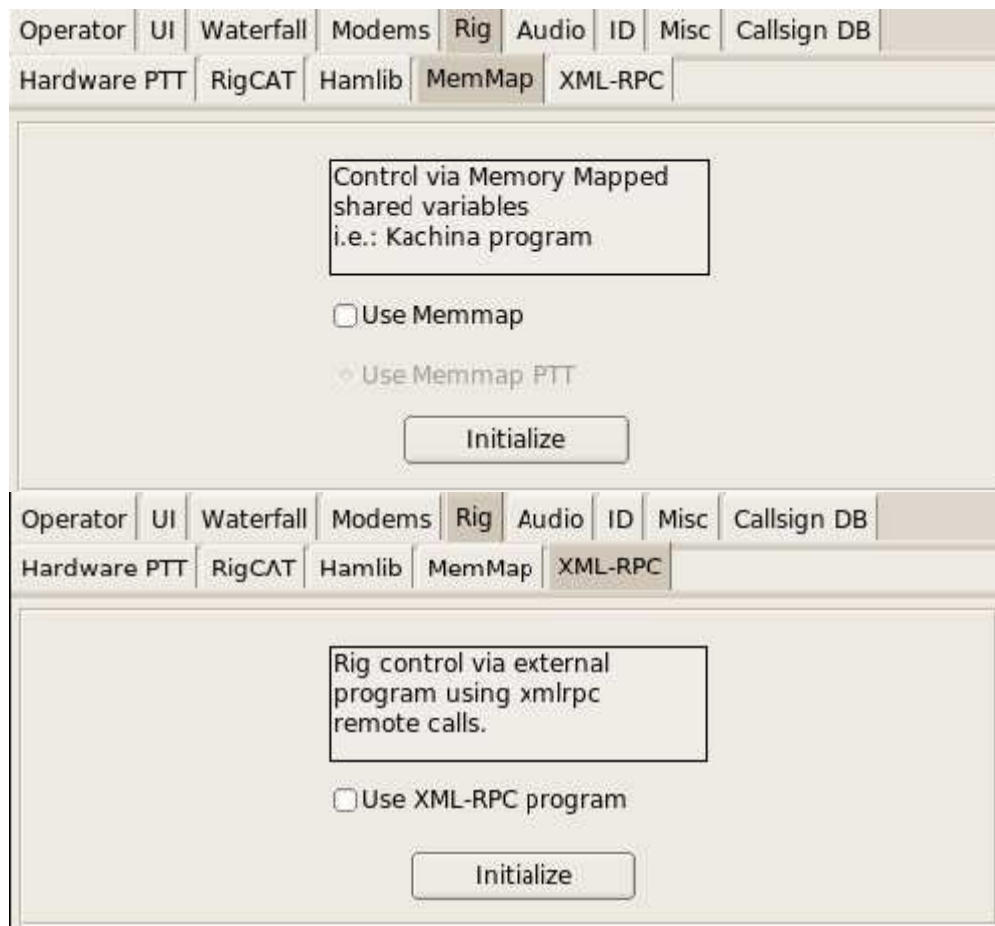 Operator UI Waterfall Modems Rig Audio ID Misc Callsign DB
Hardware PTT RigCAT Hamlib MemMap XML-RPC
Control via Memory Mapped
shared variables
i.e.: Kachina program
Use Memmap
Use Memmap PTT
Initialize
Operator UI Waterfall Modems Rig Audio ID Misc Callsign DB
Hardware PTT RigCAT Hamlib MemMap XML-RPC
Rig control via external
program using xmlrpc
remote calls.
Use XML-RPC program
Initialize